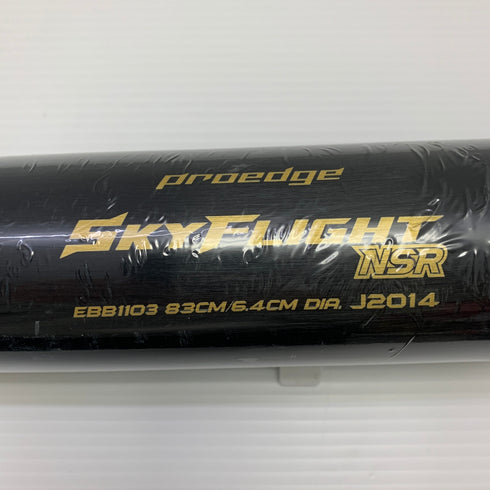 proedge
SKYFLIGHT
NSR
EBB1103 83CM/6.4CM DIA. J2014